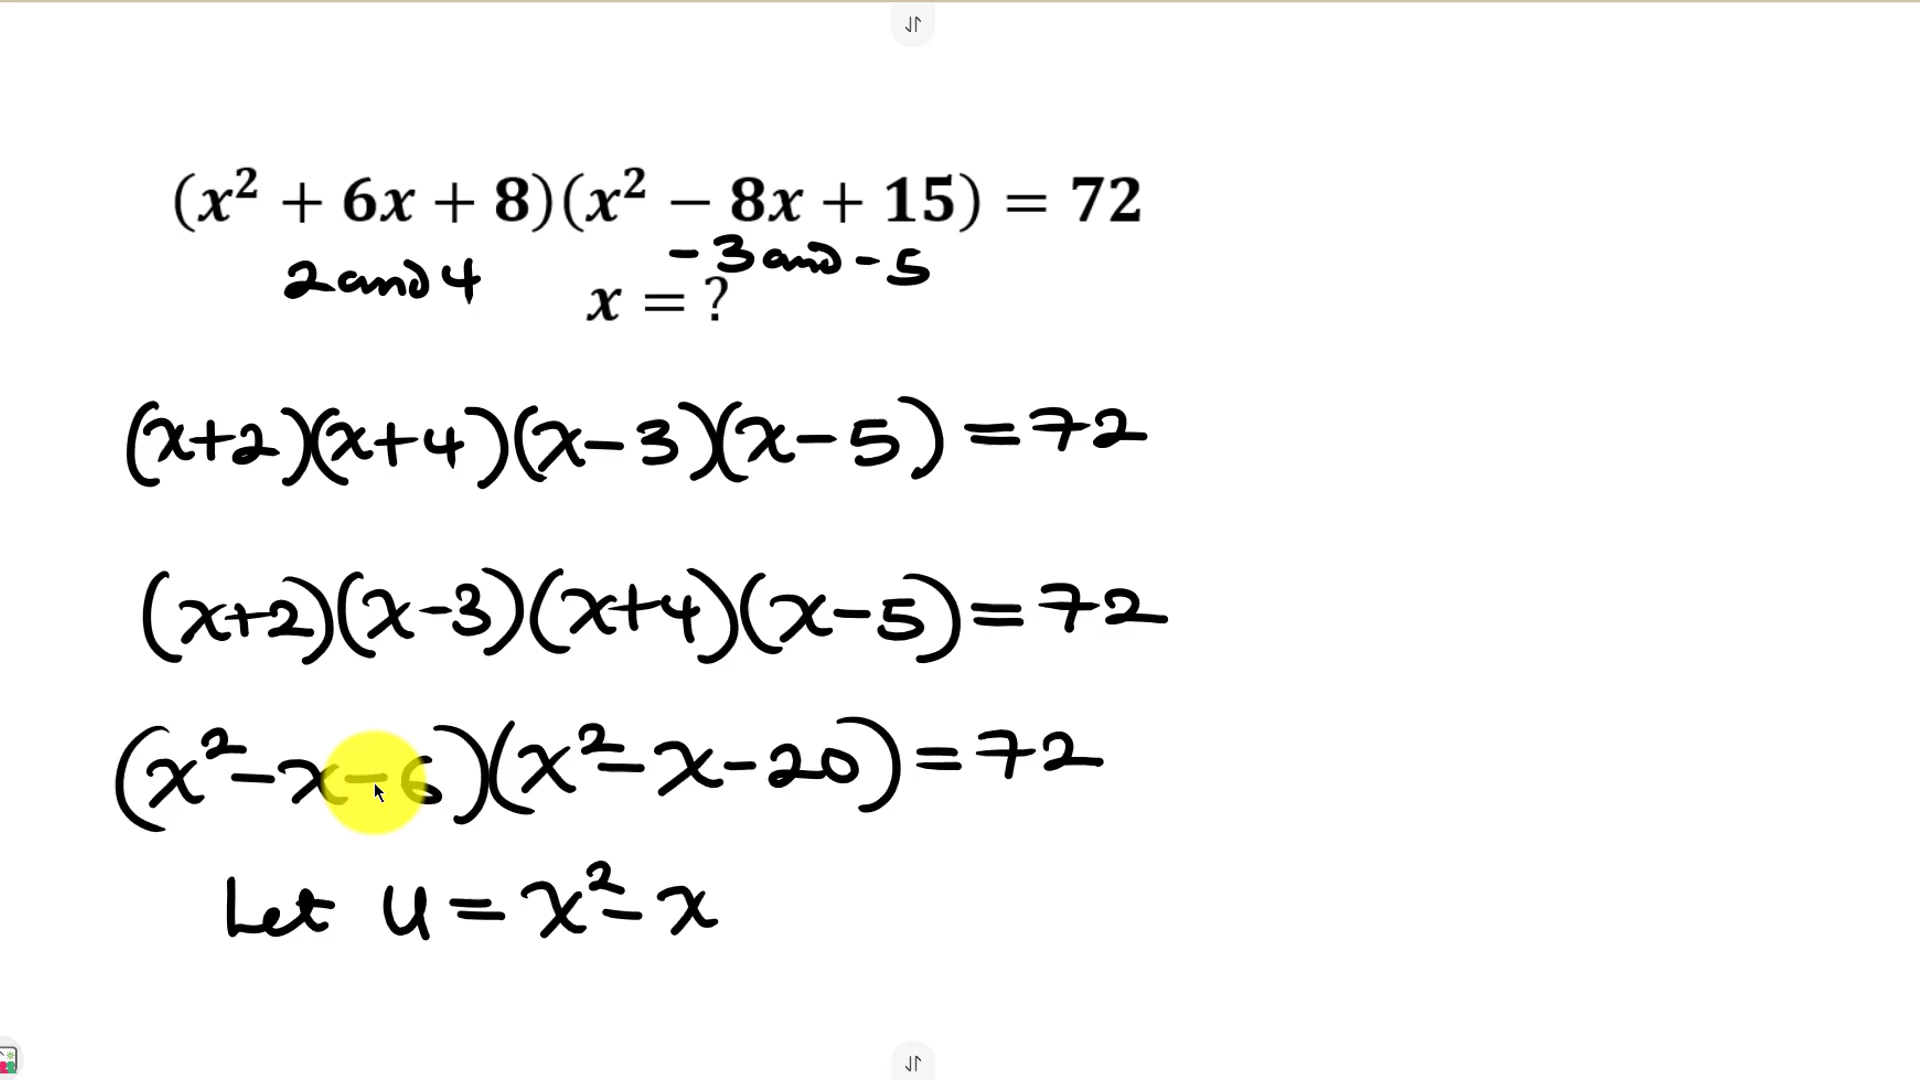 (x² + 6x + 8)(x² − 8x + 15) = 72
2 and 4
-3 and -5
x = ?
(x+2)(x+4)(x-3)(x-5) = 72
(x+2)(x-3)(x+4)(x-5) = 72
(x²-x-6)(x²-x-20) = 72
Let u = x²-x